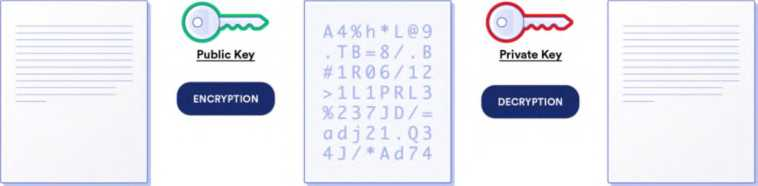 Public Key
ENCRYPTION
A4%h*L@9
.TB=8/.B
#1R06/12
>1L1PRL3
%237JD/=
adj21.Q3
4J/*Ad74
Private Key
DECRYPTION